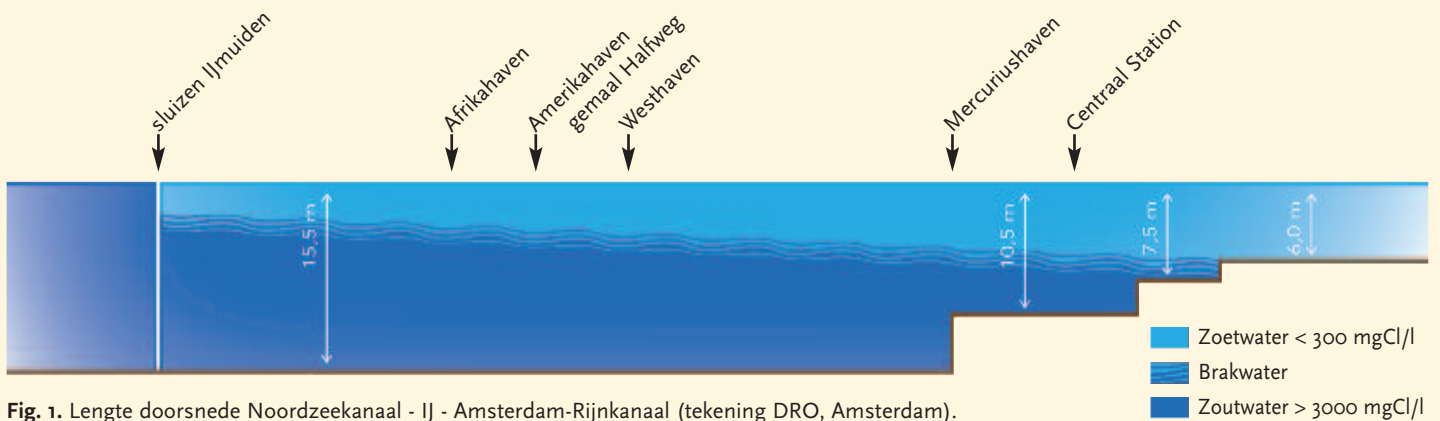 sluizen IJmuiden
Afrikahaven
Amerikahaven
gemaal Halfweg
Westhaven
Mercuriushaven
Centraal Station
15,5 m
10,5 m
7,5 m
6,0 m
Zoetwater < 300 mgCl/l
Brakwater
Zoutwater > 3000 mgCl/l
Fig. 1. Lengte doorsnede Noordzeekanaal - IJ - Amsterdam-Rijnkanaal (tekening DRO, Amsterdam).